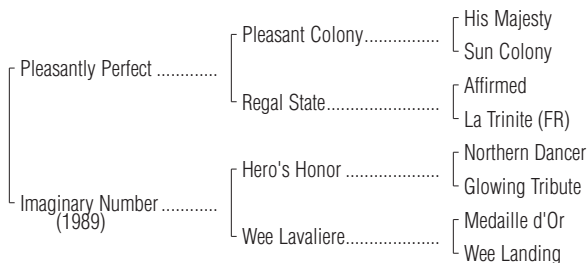 His Majesty
Pleasant Colony..................
Sun Colony
Pleasantly Perfect ..............
Affirmed
Regal State..........................
La Trinite (FR)
Northern Dancer
Hero's Honor ......................
Glowing Tribute
Imaginary Number .............
(1989)
Medaille d'Or
Wee Lavaliere......................
Wee Landing